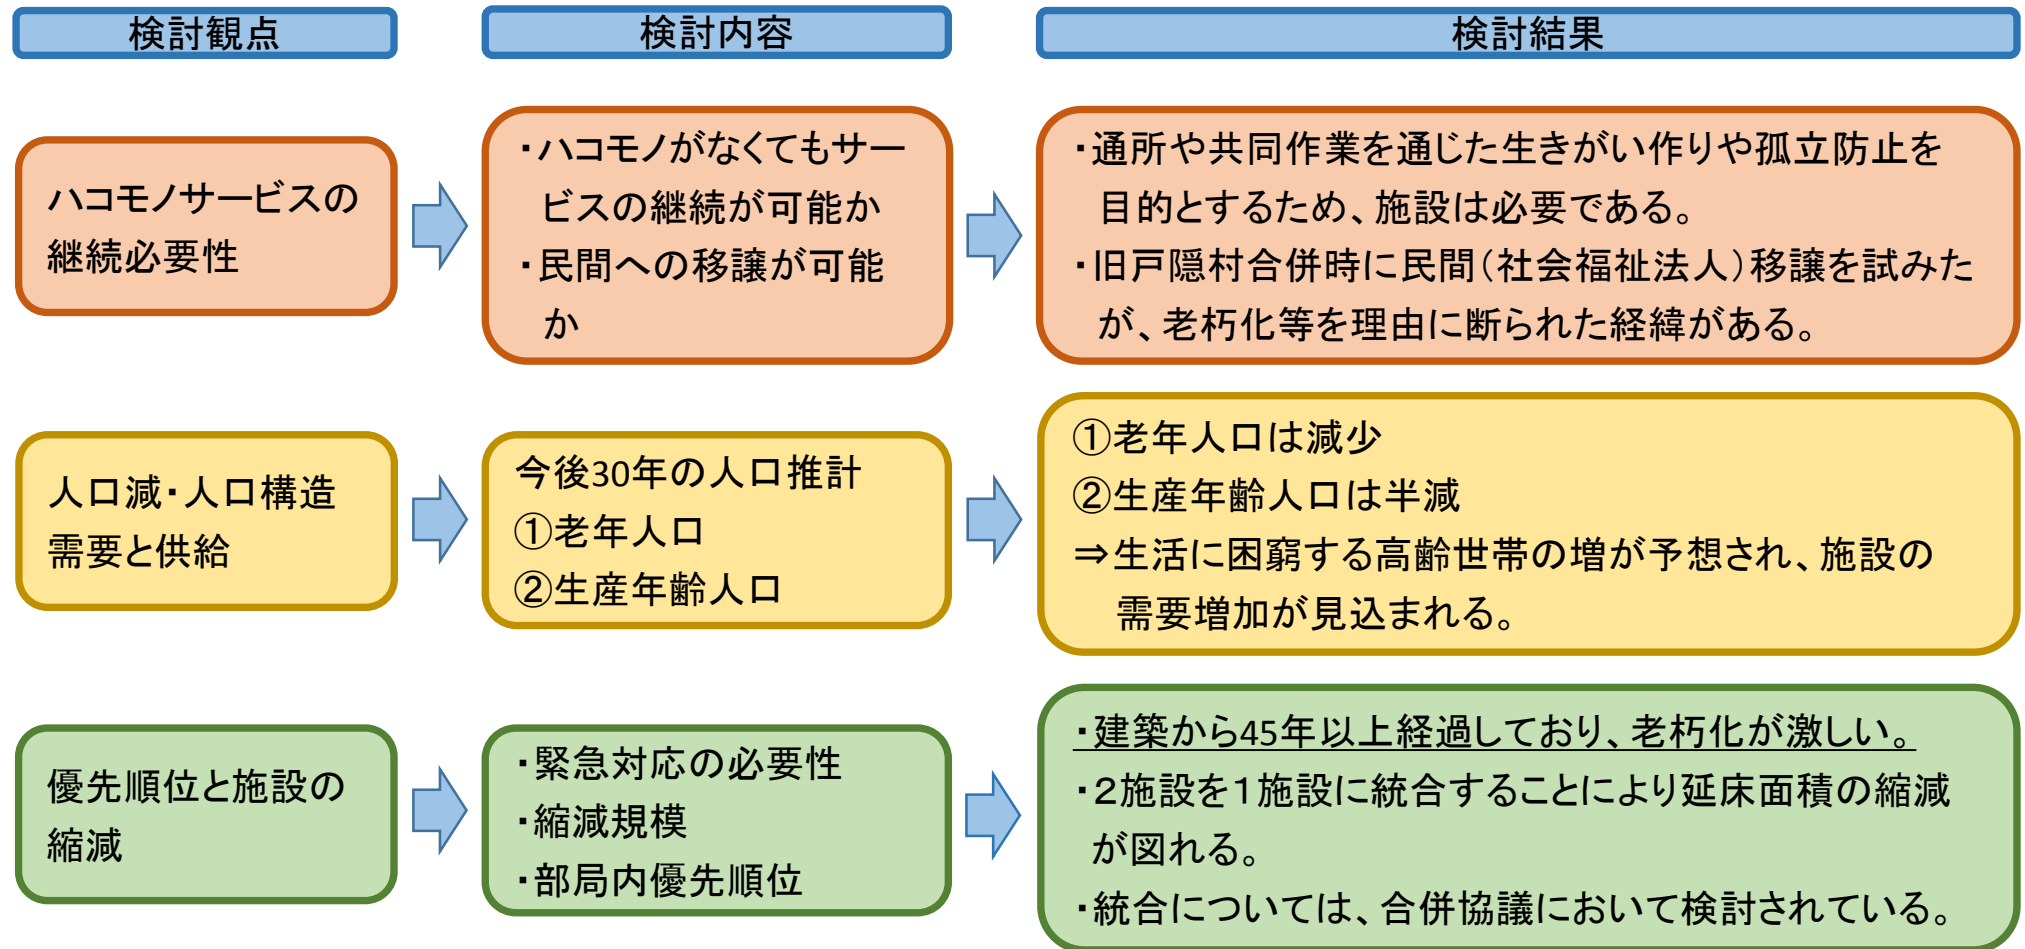 検討観点
検討内容
検討結果
ハコモノサービスの
継続必要性
・ハコモノがなくてもサー
ビスの継続が可能か
・民間への移譲が可能
か
・通所や共同作業を通じた生きがい作りや孤立防止を
目的とするため、施設は必要である。
・旧戸隠村合併時に民間（社会福祉法人）移譲を試みた
が、老朽化等を理由に断られた経緯がある。
人口減・人口構造
需要と供給
今後30年の人口推計
①老年人口
②生産年齢人口
①老年人口は減少
②生産年齢人口は半減
⇒生活に困窮する高齢世帯の増が予想され、施設の
需要増加が見込まれる。
優先順位と施設の
縮減
・緊急対応の必要性
・縮減規模
・部局内優先順位
・建築から45年以上経過しており、老朽化が激しい。
・２施設を１施設に統合することにより延床面積の縮減
が図れる。
・統合については、合併協議において検討されている。